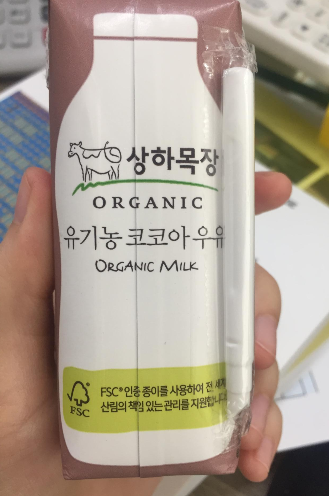 상하목장
ORGANIC
유기농 코코아 우유
ORGANIC MILK
FSC® 인증 종이를 사용하여 전 세계
산림의 책임 있는 관리를 지원합니다
FSC